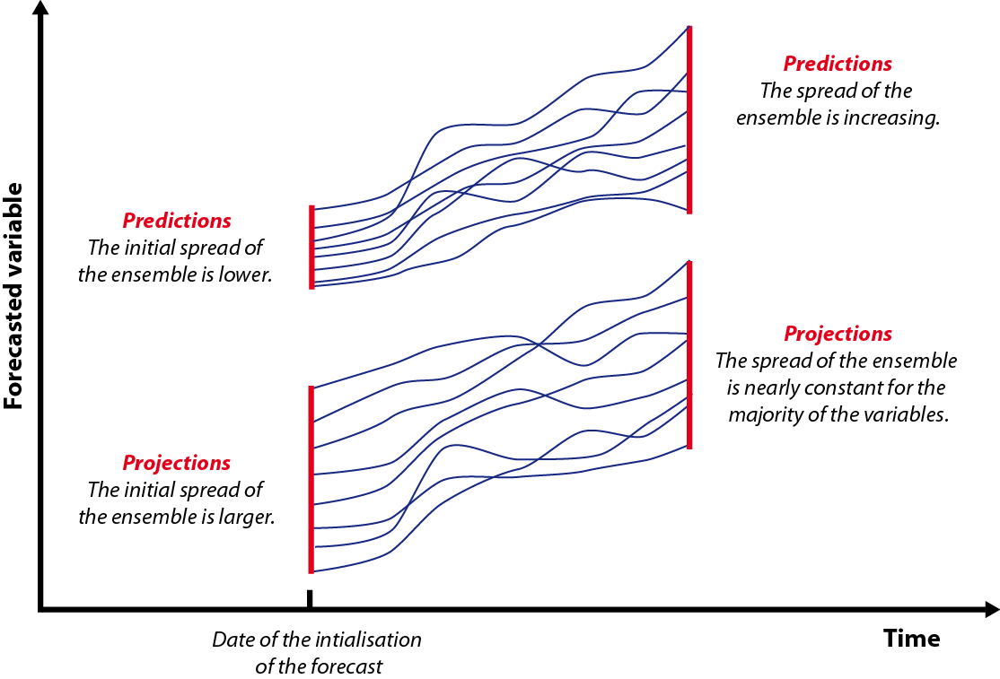 Forecasted variable
Predictions
The initial spread of
the ensemble is lower.
Predictions
The spread of the
ensemble is increasing.
Projections
The initial spread of
the ensemble is larger.
Projections
The spread of the ensemble
is nearly constant for the
majority of the variables.
Date of the intialisation
of the forecast
Time